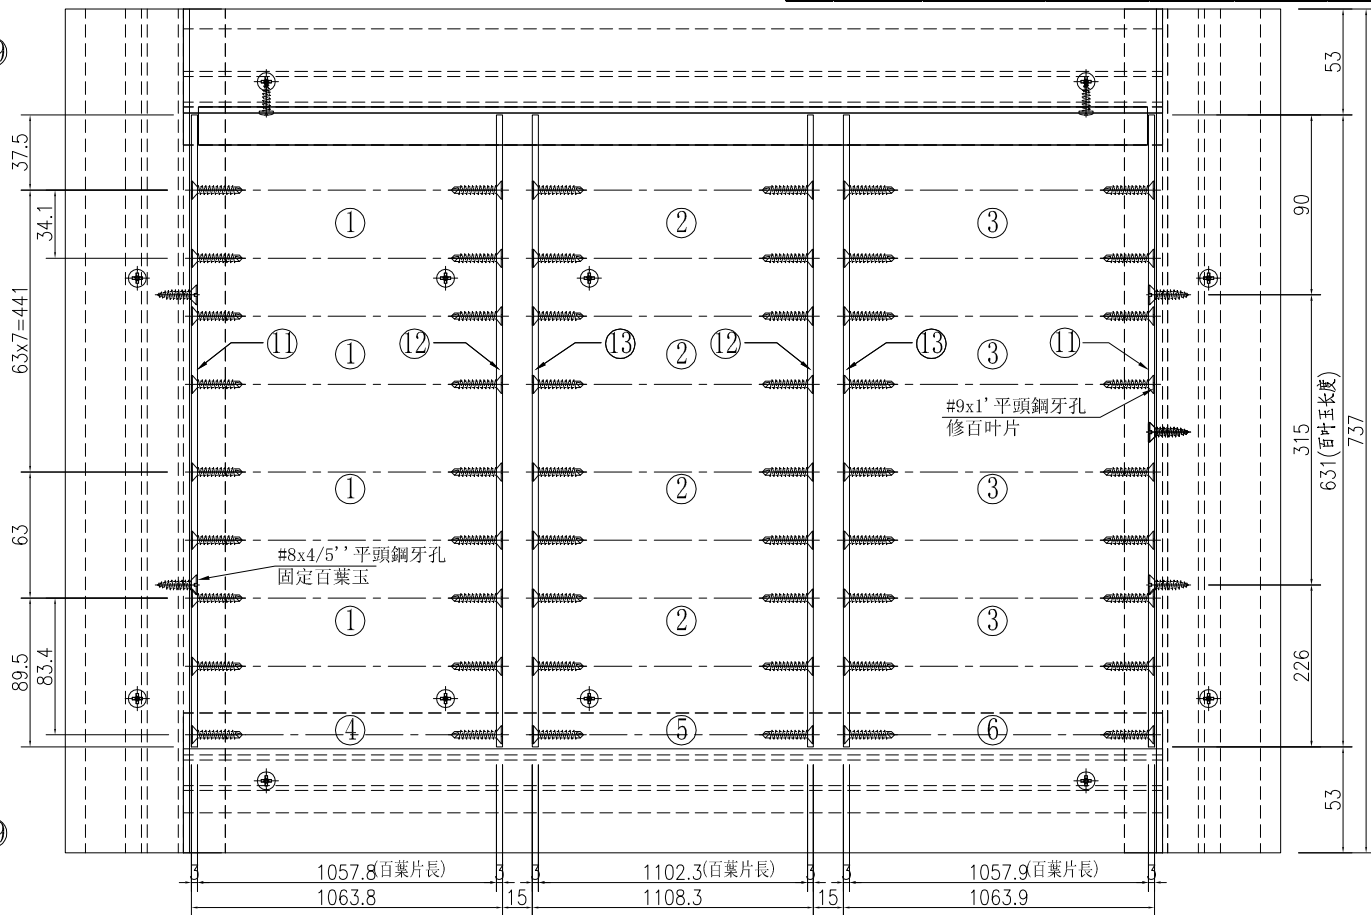 9
53
37.5
90
34.1
① ② ③
63x7=441
⑪ ⑫ ⑬ ⑫ ⑬ ⑪
① ② ③
#9x1' 平頭鋼牙孔
修百叶片
315
631(百叶玉长度)
737
① ② ③
63
#8x4/5'' 平頭鋼牙孔
固定百葉玉
① ② ③
89.5
83.4
226
④ ⑤ ⑥
53
9
3 1057.8(百葉片長) 3 3 1102.3(百葉片長) 3 3 1057.9(百葉片長) 3
1063.8 15 1108.3 15 1063.9